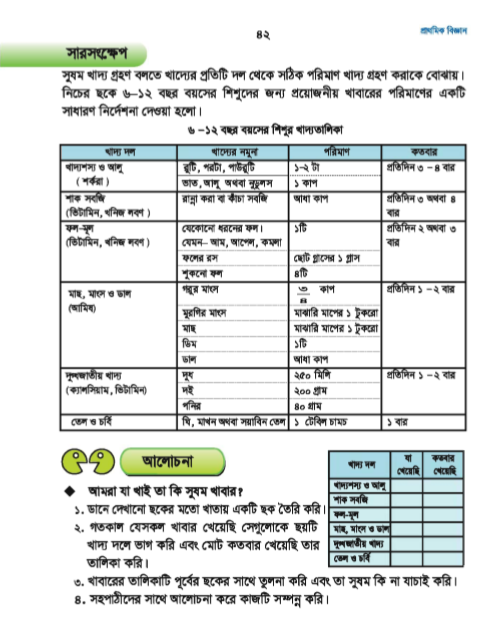 ৪২
প্রাথমিক বিজ্ঞান
সারসংক্ষেপ
সুষম খাদ্য গ্রহণ বলতে খাদ্যের প্রতিটি দল থেকে সঠিক পরিমাণ খাদ্য গ্রহণ করাকে বোঝায়।
নিচের ছকে ৬–১২ বছর বয়সের শিশুদের জন্য প্রয়োজনীয় খাবারের পরিমাণের একটি
সাধারণ নির্দেশনা দেওয়া হলো।
৬ –১২ বছর বয়সের শিশুর খাদ্যতালিকা
খাদ্য দল খাদ্যের নমুনা পরিমাণ কতবার
খাদ্যশস্য ও আলু রুটি, পরটা, পাউরুটি ১–২ টা প্রতিদিন ৩ – ৪ বার
( শর্করা ) ভাত, আলু অথবা নুডুলস ১ কাপ
শাক সবজি রান্না করা বা কাঁচা সবজি আধা কাপ প্রতিদিন ৩ অথবা ৪
(ভিটামিন, খনিজ লবণ ) বার
ফল-মূল যেকোনো ধরনের ফল। ১টি প্রতিদিন ২ অথবা ৩
(ভিটামিন, খনিজ লবণ ) যেমন– আম, আপেল, কমলা বার
ফলের রস ছোট গ্লাসের ১ গ্লাস
শুকনো ফল ৪টি
মাছ, মাংস ও ডাল গরুর মাংস ৩/৪ কাপ প্রতিদিন ১ – ২ বার
(আমিষ) মুরগির মাংস মাঝারি মাপের ১ টুকরো
মাছ মাঝারি মাপের ১ টুকরো
ডিম ১টি
ডাল আধা কাপ
দুগ্ধজাতীয় খাদ্য দুধ ২৫০ মিলি প্রতিদিন ১ – ২ বার
(ক্যালসিয়াম, ভিটামিন) দই ২০০ গ্রাম
পনির ৪০ গ্রাম
তেল ও চর্বি ঘি, মাখন অথবা সয়াবিন তেল ১ টেবিল চামচ ১ বার
আলোচনা
◆ আমরা যা খাই তা কি সুষম খাবার?
১. ডানে দেখানো ছকের মতো খাতায় একটি ছক তৈরি করি।
২. গতকাল যেসকল খাবার খেয়েছি সেগুলোকে ছয়টি
খাদ্য দলে ভাগ করি এবং মোট কতবার খেয়েছি তার
তালিকা করি।
খাদ্য দল যা খেয়েছি কতবার খেয়েছি
খাদ্যশস্য ও আলু
শাক সবজি
ফল-মূল
মাছ, মাংস ও ডাল
দুগ্ধজাতীয় খাদ্য
তেল ও চর্বি
৩. খাবারের তালিকাটি পূর্বের ছকের সাথে তুলনা করি এবং তা সুষম কি না যাচাই করি।
৪. সহপাঠীদের সাথে আলোচনা করে কাজটি সম্পন্ন করি।